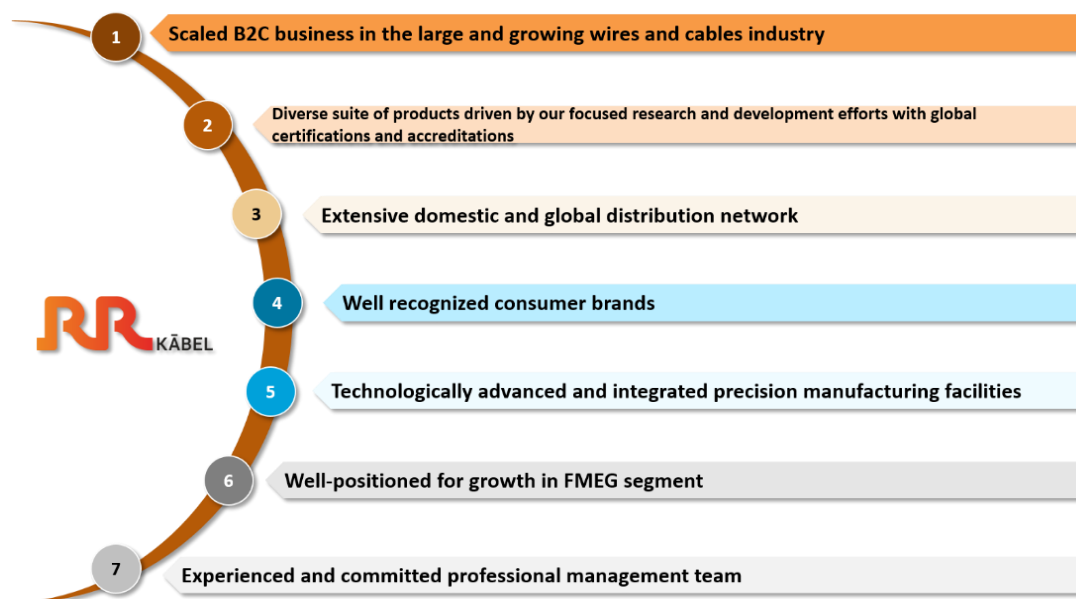 1
Scaled B2C business in the large and growing wires and cables industry
2
Diverse suite of products driven by our focused research and development efforts with global
certifications and accreditations
3
Extensive domestic and global distribution network
4
Well recognized consumer brands
RR KĀBEL
5
Technologically advanced and integrated precision manufacturing facilities
6
Well-positioned for growth in FMEG segment
7
Experienced and committed professional management team